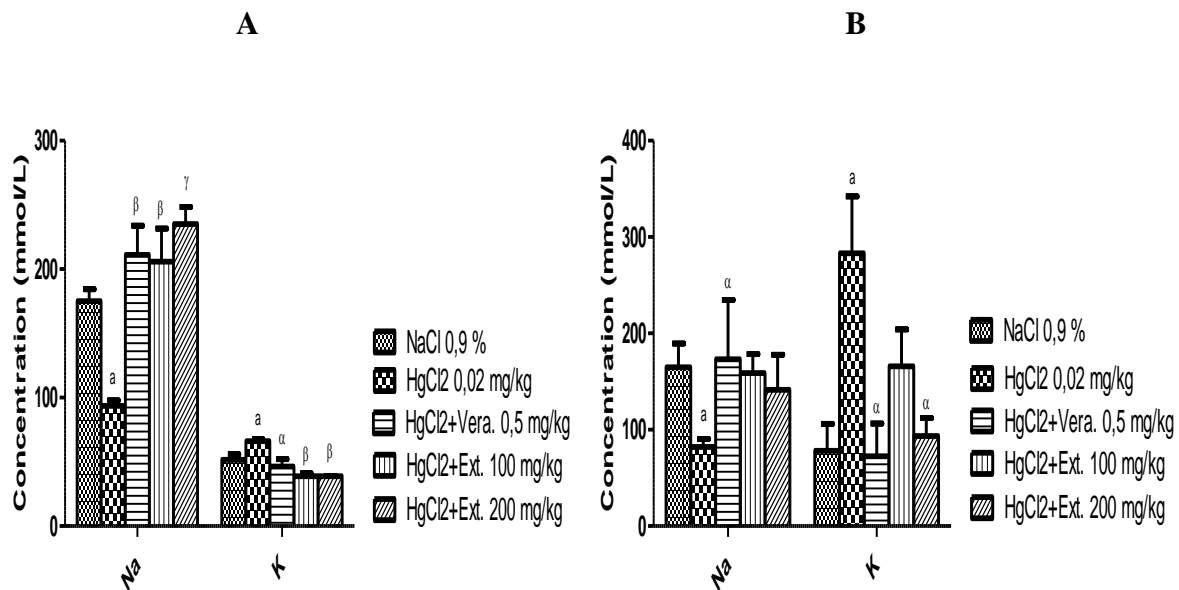 A
B
Concentration (mmol/L)
300
200
100
0
a
β
β
γ
a
α
β
β
Na
K
NaCl 0,9 %
HgCl2 0,02 mg/kg
HgCl2+Vera. 0,5 mg/kg
HgCl2+Ext. 100 mg/kg
HgCl2+Ext. 200 mg/kg
Concentration (mmol/L)
400
300
200
100
0
a
α
a
α
α
Na
K
NaCl 0,9 %
HgCl2 0,02 mg/kg
HgCl2+Vera. 0,5 mg/kg
HgCl2+Ext. 100 mg/kg
HgCl2+Ext. 200 mg/kg